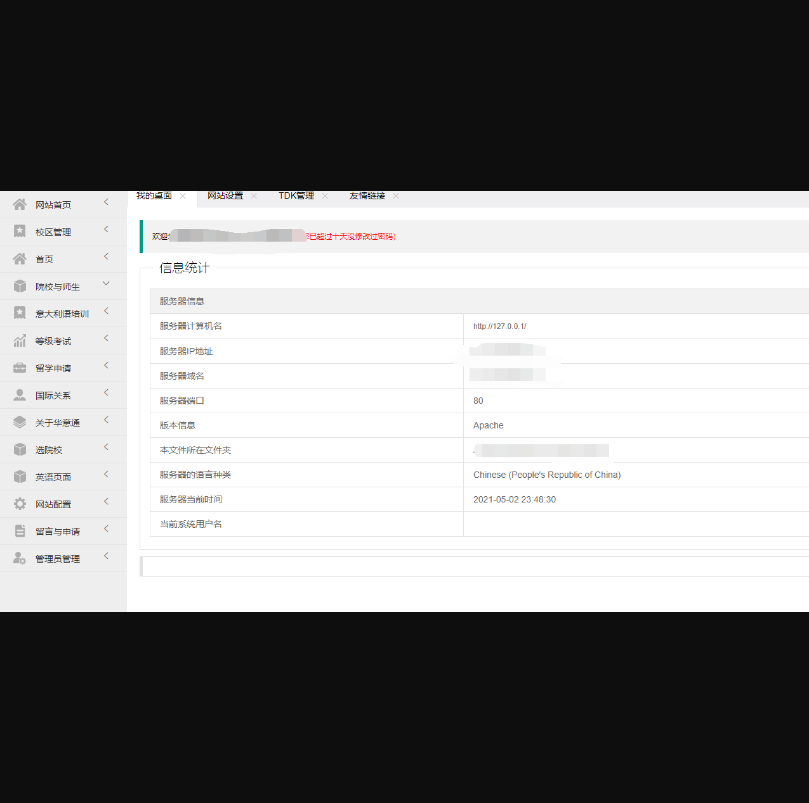 我的桌面 网站设置 TDK管理 友情链接
网站首页
校区管理
首页
院校与师生
意大利语培训
等级考试
留学申请
国际关系
关于华意通
选院校
英语页面
网站配置
留言与申请
管理员管理
欢迎 已超过十天没修改过密码)
信息统计
服务器信息
服务器计算机名 http://127.0.0.1/
服务器IP地址
服务器域名
服务器端口 80
版本信息 Apache
本文件所在文件夹
服务器的语言种类 Chinese (People's Republic of China)
服务器当前时间 2021-05-02 23:48:30
当前系统用户名